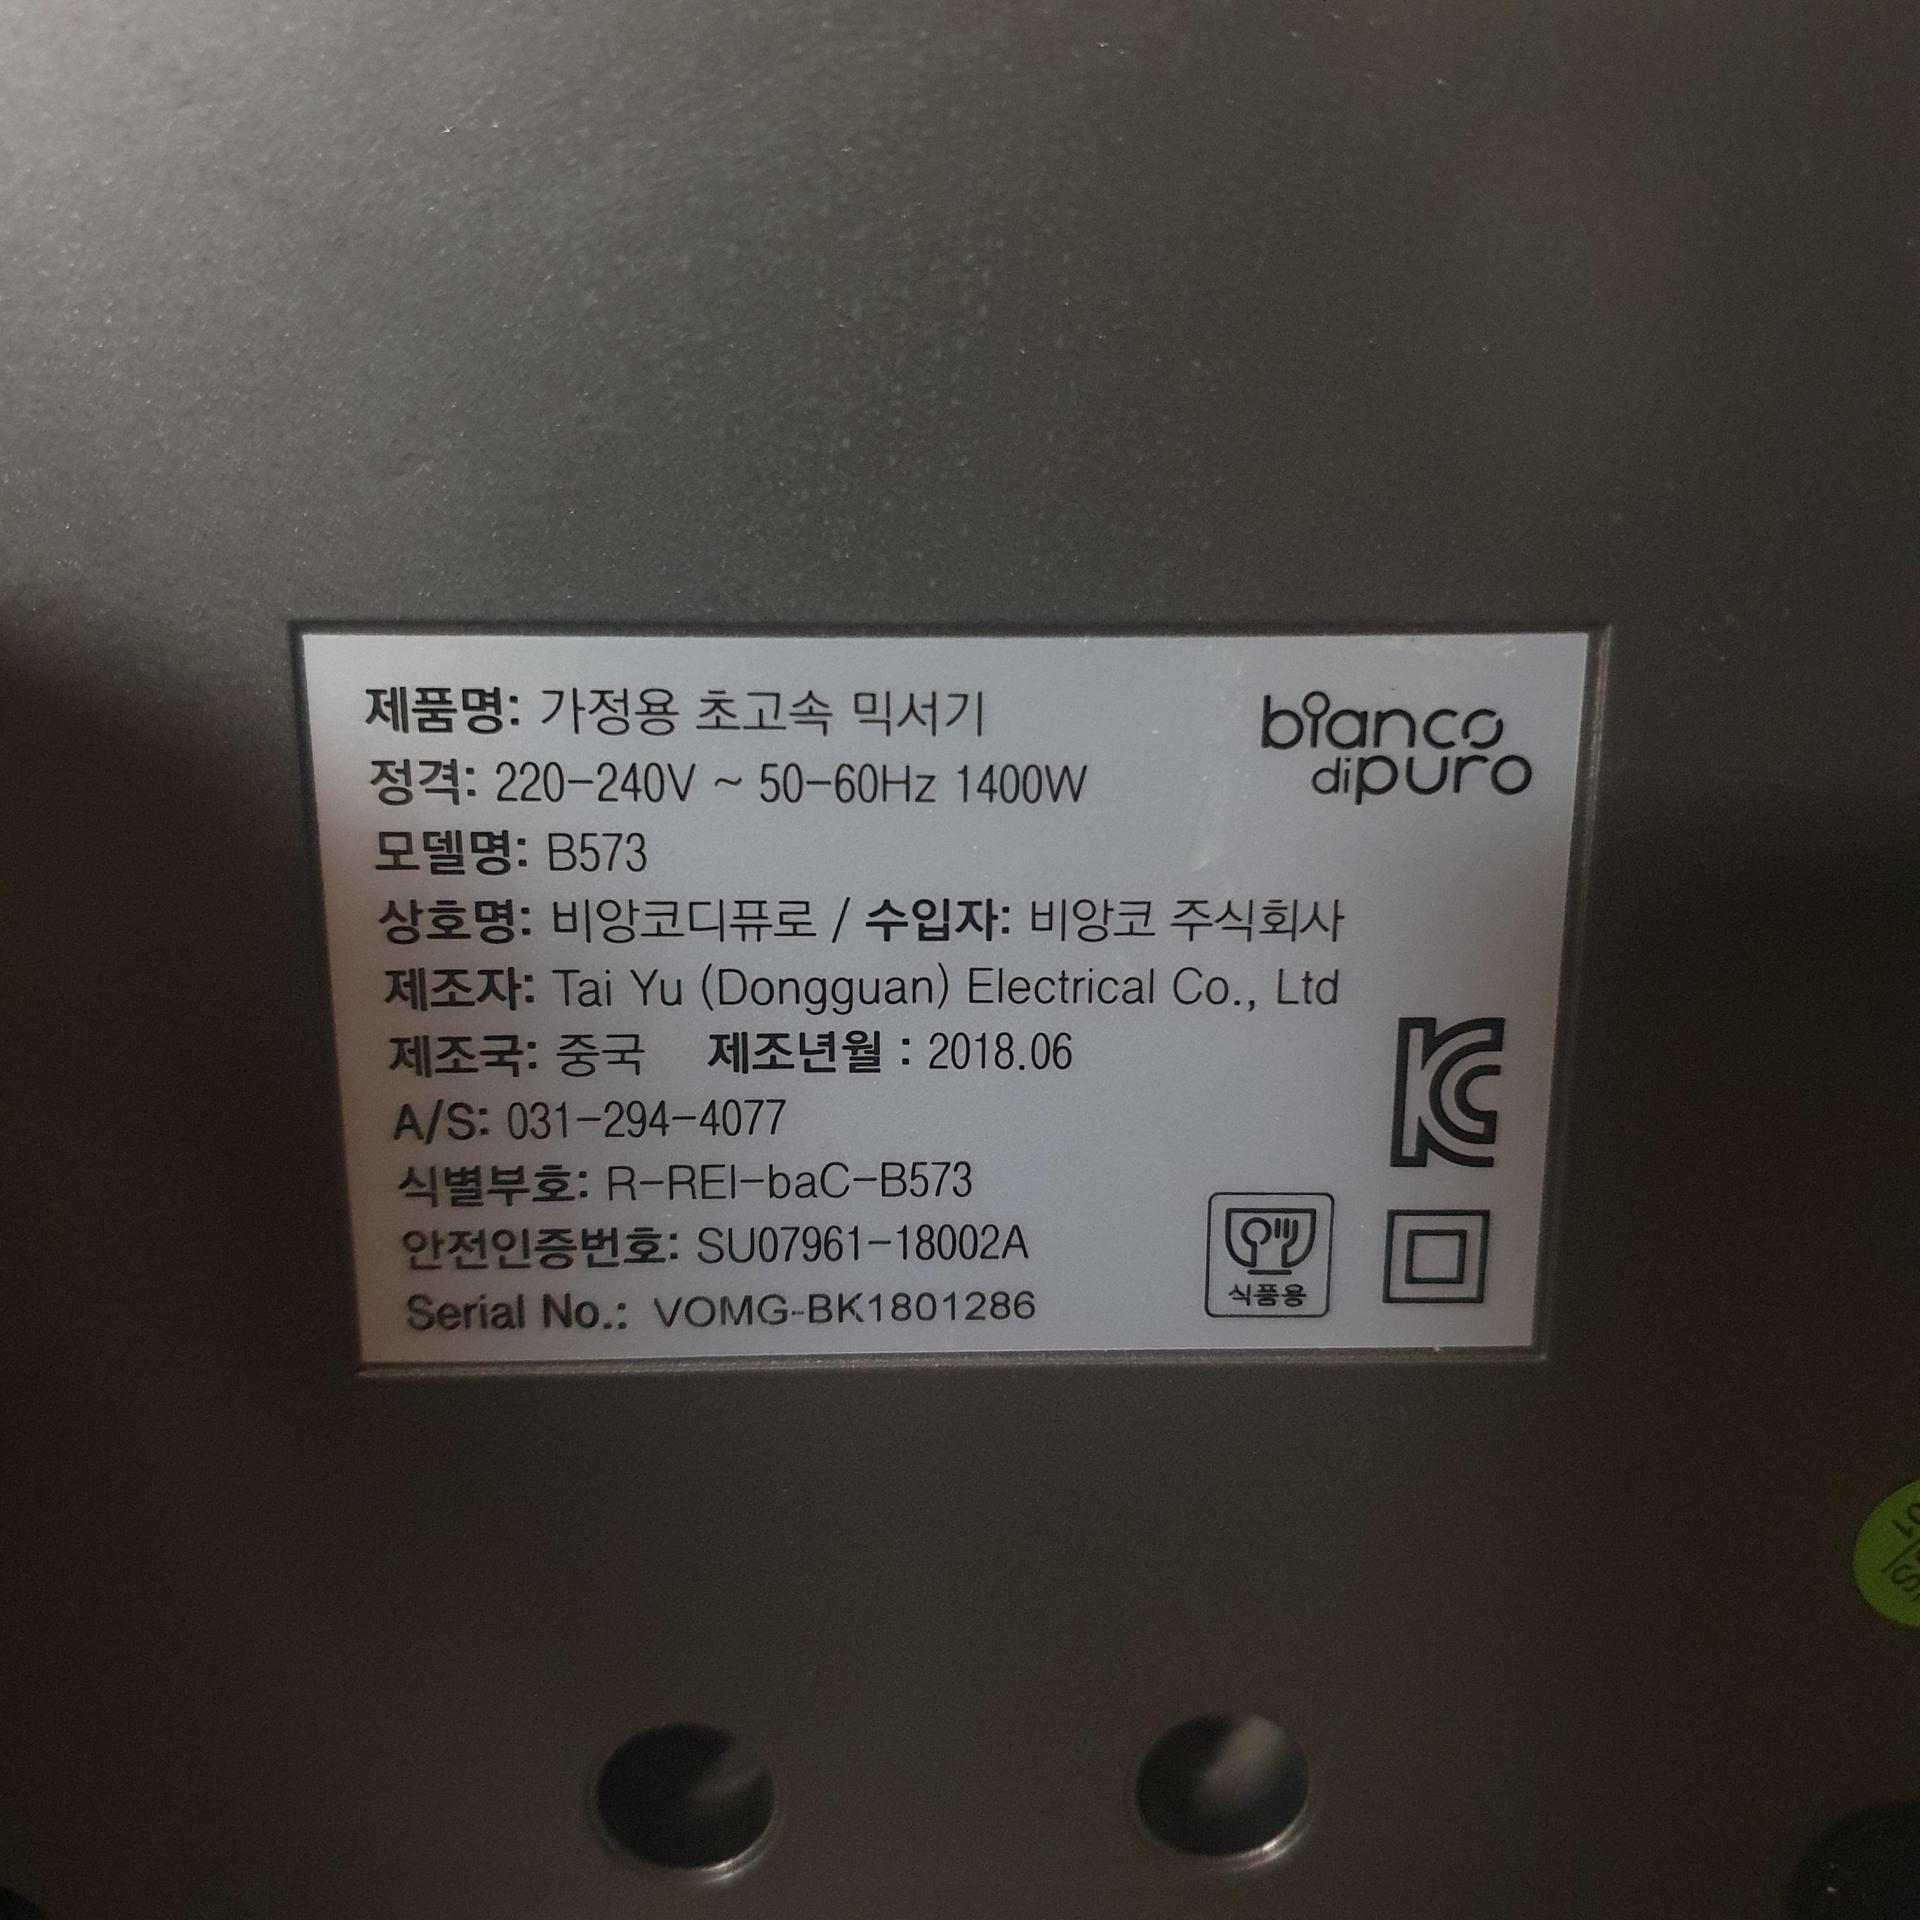 제품명: 가정용 초고속 믹서기
bianco
dipuro
정격: 220-240V ~ 50-60Hz 1400W
모델명: B573
상호명: 비앙코디퓨로 / 수입자: 비앙코 주식회사
제조자: Tai Yu (Dongguan) Electrical Co., Ltd
제조국: 중국 제조년월 : 2018.06
A/S: 031-294-4077
식별부호: R-REI-baC-B573
안전인증번호: SU07961-18002A
Serial No.: VOMG-BK1801286
KC
식품용